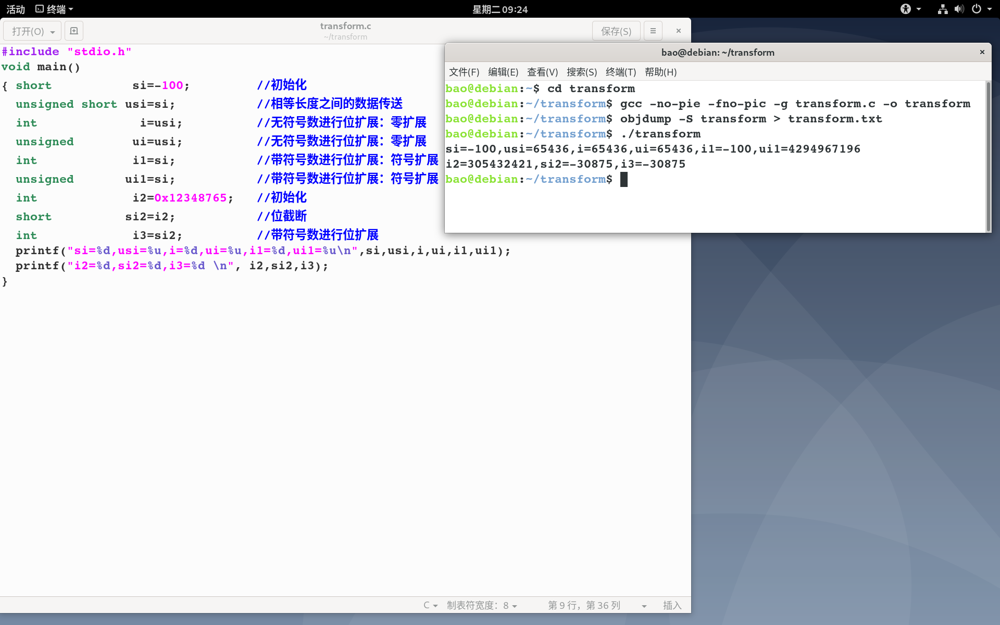 活动 终端 星期二 09:24
打开(O) transform.c 保存(S)
~/transform
#include "stdio.h"
void main()
{ short           si=-100;         //初始化
  unsigned short usi=si;           //相等长度之间的数据传送
  int              i=usi;          //无符号数进行位扩展：零扩展
  unsigned        ui=usi;          //无符号数进行位扩展：零扩展
  int             i1=si;           //带符号数进行位扩展：符号扩展
  unsigned       ui1=si;           //带符号数进行位扩展：符号扩展
  int             i2=0x12348765;   //初始化
  short          si2=i2;           //位截断
  int             i3=si2;          //带符号数进行位扩展
  printf("si=%d,usi=%u,i=%d,ui=%u,i1=%d,ui1=%u\n",si,usi,i,ui,i1,ui1);
  printf("i2=%d,si2=%d,i3=%d \n", i2,si2,i3);
}
C 制表符宽度：8 第 9 行，第 36 列 插入
bao@debian: ~/transform
文件(F) 编辑(E) 查看(V) 搜索(S) 终端(T) 帮助(H)
bao@debian:~$ cd transform
bao@debian:~/transform$ gcc -no-pie -fno-pic -g transform.c -o transform
bao@debian:~/transform$ objdump -S transform > transform.txt
bao@debian:~/transform$ ./transform
si=-100,usi=65436,i=65436,ui=65436,i1=-100,ui1=4294967196
i2=305432421,si2=-30875,i3=-30875
bao@debian:~/transform$